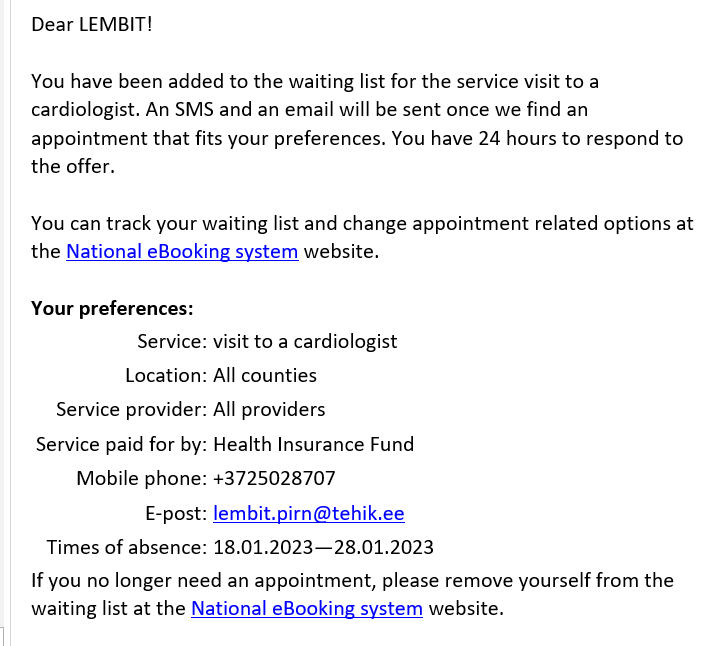 Dear LEMBIT!
You have been added to the waiting list for the service visit to a
cardiologist. An SMS and an email will be sent once we find an
appointment that fits your preferences. You have 24 hours to respond to
the offer.
You can track your waiting list and change appointment related options at
the National eBooking system website.
Your preferences:
Service: visit to a cardiologist
Location: All counties
Service provider: All providers
Service paid for by: Health Insurance Fund
Mobile phone: +3725028707
E-post: lembit.pirn@tehik.ee
Times of absence: 18.01.2023—28.01.2023
If you no longer need an appointment, please remove yourself from the
waiting list at the National eBooking system website.